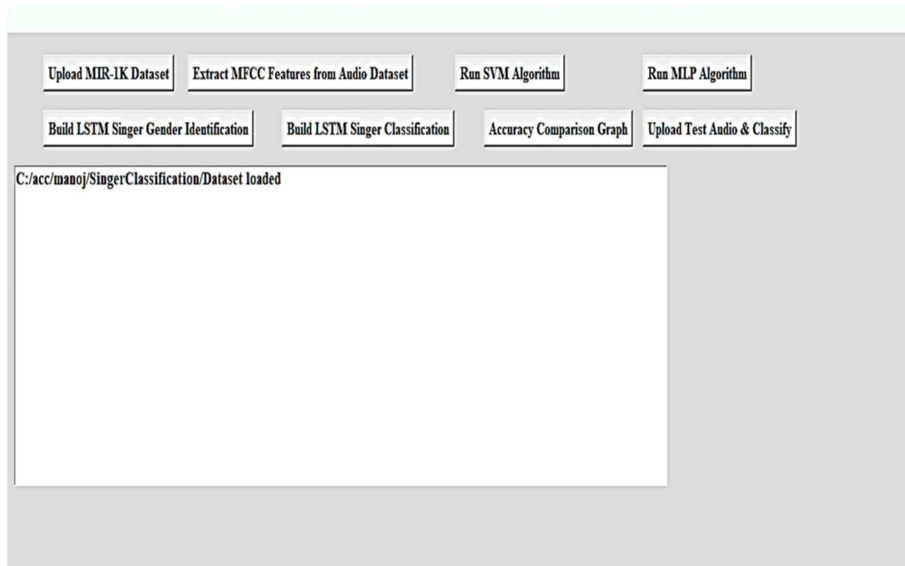 Upload MIR-1K Dataset Extract MFCC Features from Audio Dataset Run SVM Algorithm Run MLP Algorithm
Build LSTM Singer Gender Identification Build LSTM Singer Classification Accuracy Comparison Graph Upload Test Audio & Classify
C:/acc/manoj/SingerClassification/Dataset loaded